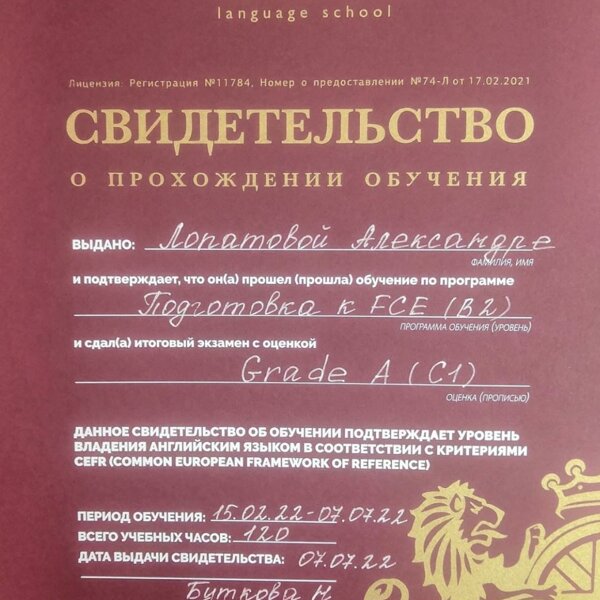 language school
Лицензия: Регистрация №11784, Номер о предоставлении №74-Л от 17.02.2021
СВИДЕТЕЛЬСТВО
О ПРОХОЖДЕНИИ ОБУЧЕНИЯ
ВЫДАНО: Лопатовой Александре
ФАМИЛИЯ, ИМЯ
и подтверждает, что он(а) прошел (прошла) обучение по программе
Подготовка к FCE (B2)
ПРОГРАММА ОБУЧЕНИЯ (УРОВЕНЬ)
и сдал(а) итоговый экзамен с оценкой
Grade A (C1)
ОЦЕНКА (ПРОПИСЬЮ)
ДАННОЕ СВИДЕТЕЛЬСТВО ОБ ОБУЧЕНИИ ПОДТВЕРЖДАЕТ УРОВЕНЬ
ВЛАДЕНИЯ АНГЛИЙСКИМ ЯЗЫКОМ В СООТВЕТСТВИИ С КРИТЕРИЯМИ
CEFR (COMMON EUROPEAN FRAMEWORK OF REFERENCE)
ПЕРИОД ОБУЧЕНИЯ: 15.02.22-07.07.22
ВСЕГО УЧЕБНЫХ ЧАСОВ: 120
ДАТА ВЫДАЧИ СВИДЕТЕЛЬСТВА: 07.07.22
Буткова Н